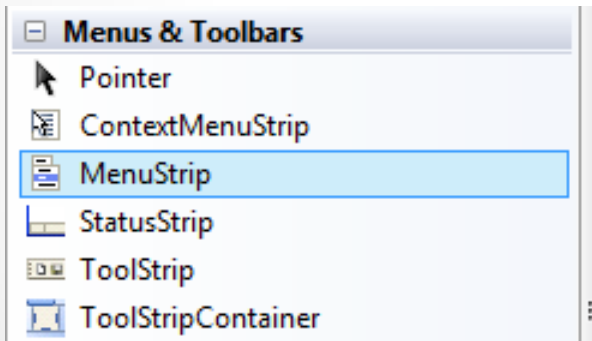 Menus & Toolbars
Pointer
ContextMenuStrip
MenuStrip
StatusStrip
ToolStrip
ToolStripContainer